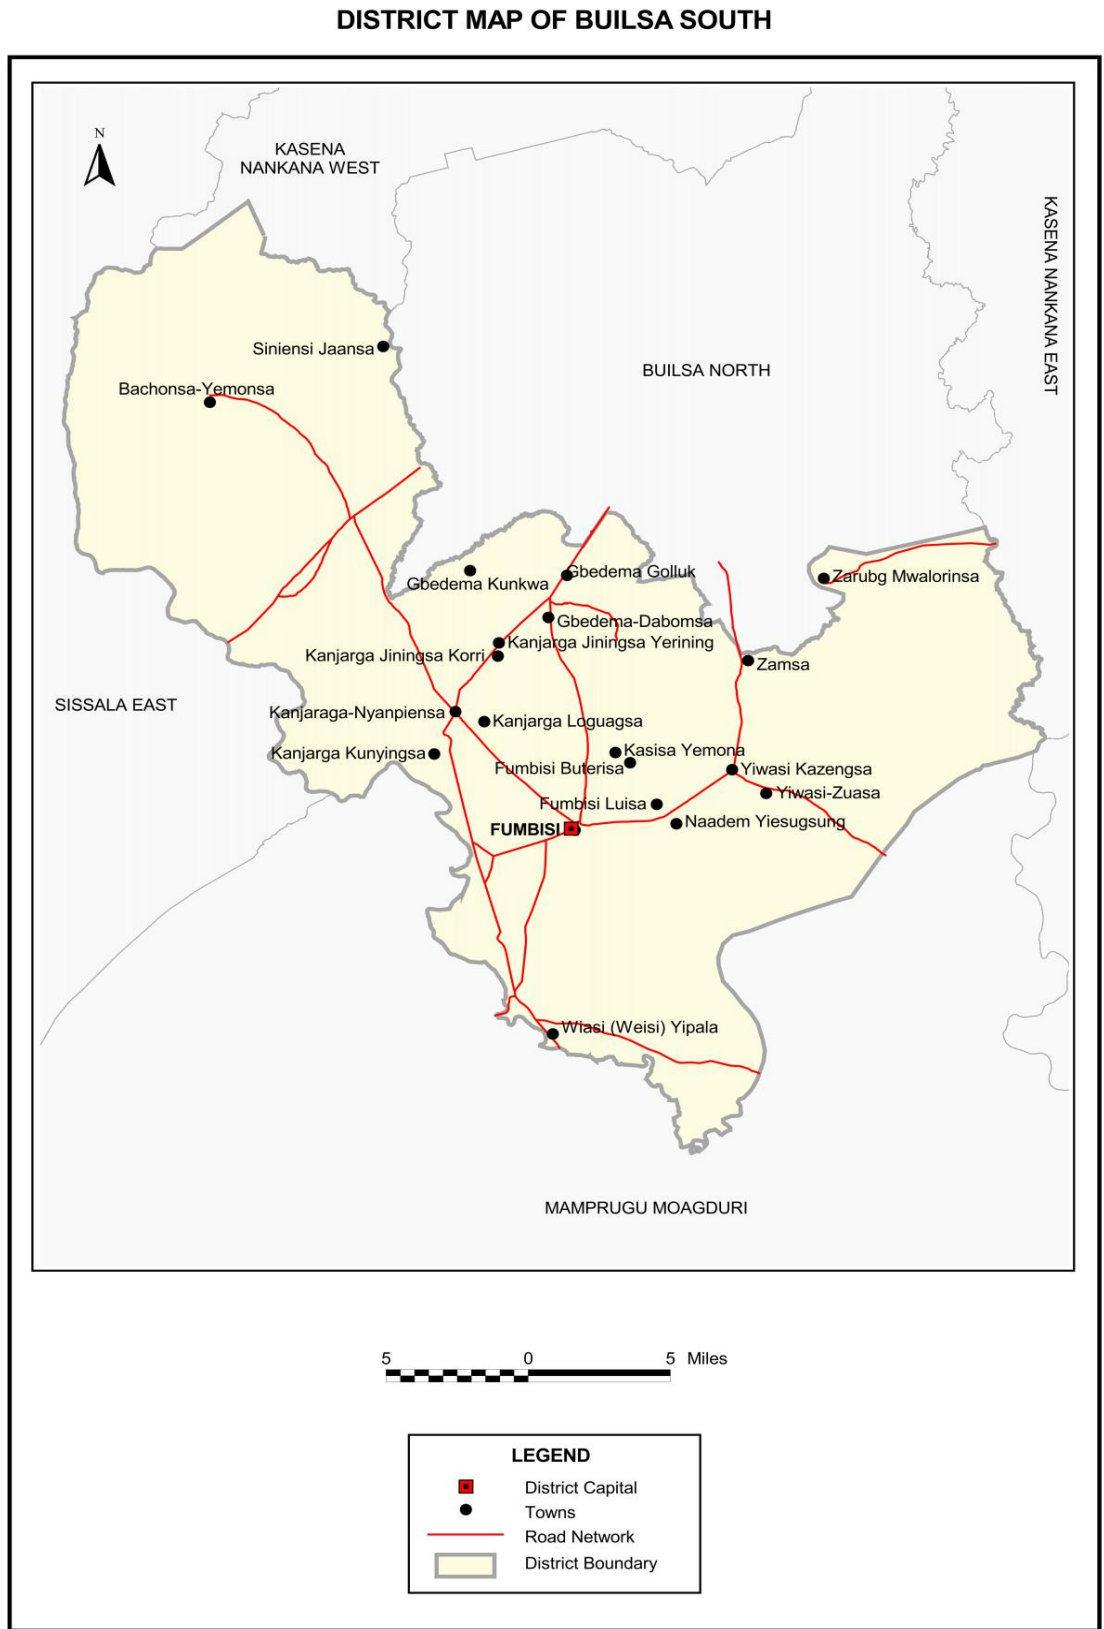 DISTRICT MAP OF BUILSA SOUTH
N
KASENA
NANKANA WEST
KASENA NANKANA EAST
Siniensi Jaansa
BUILSA NORTH
Bachonsa-Yemonsa
Gbedema Golluk
Gbedema Kunkwa
Zarubg Mwalorinsa
Gbedema-Dabomsa
Kanjarga Jiningsa Yerining
Kanjarga Jiningsa Korri
Zamsa
SISSALA EAST
Kanjaraga-Nyanpiensa
Kanjarga Loguagsa
Kanjarga Kunyingsa
Kasisa Yemona
Fumbisi Buterisa
Yiwasi Kazengsa
Yiwasi-Zuasa
Fumbisi Luisa
Naadem Yiesugsung
FUMBISI
Wiasi (Weisi) Yipala
MAMPRUGU MOAGDURI
5 0 5 Miles
LEGEND
District Capital
Towns
Road Network
District Boundary